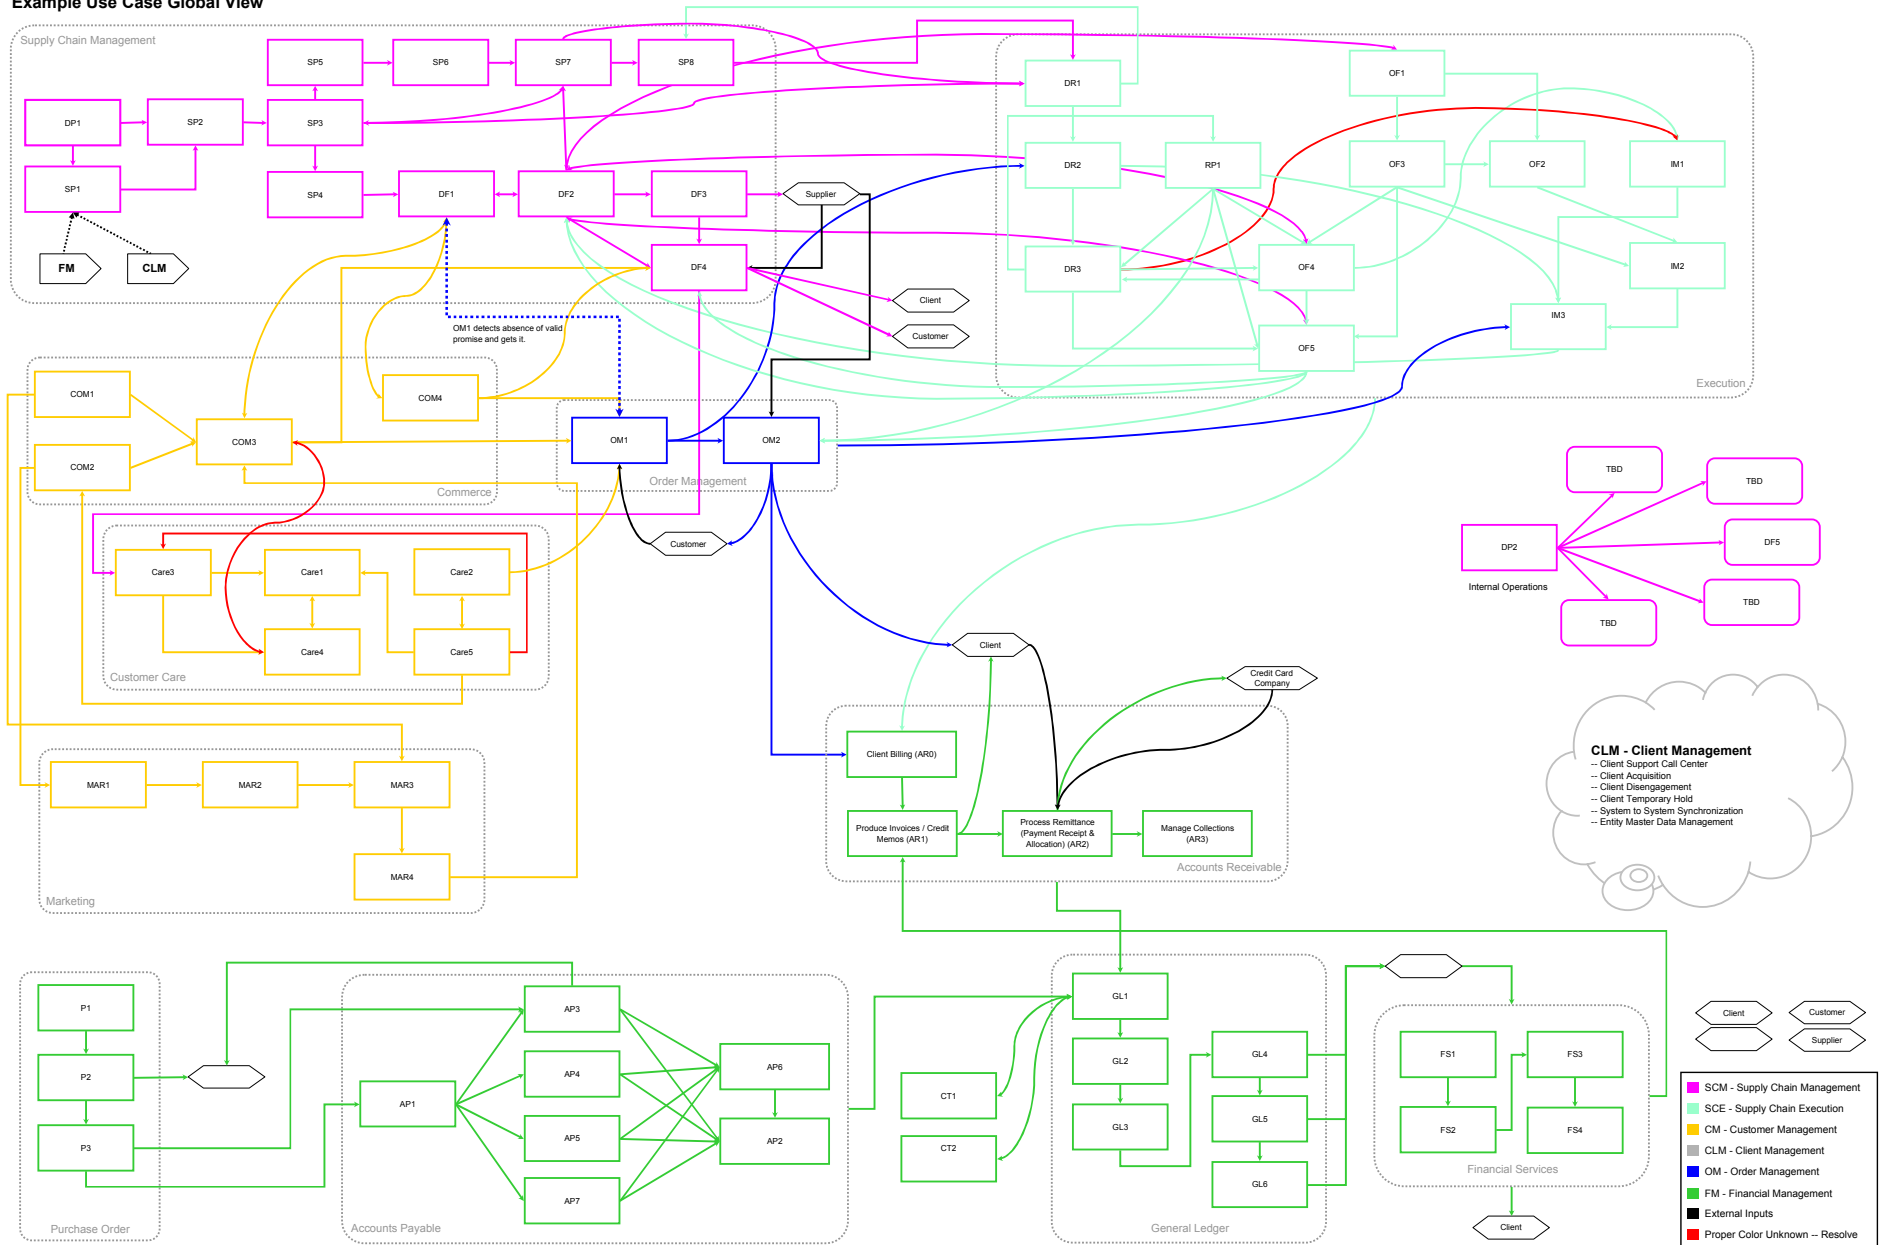 Example Use Case Global View
Supply Chain Management
SP5
SP6
SP7
SP8
DP1
SP2
SP3
SP1
SP4
DF1
DF2
DF3
Supplier
FM
CLM
DF4
Client
Customer
OM1 detects absence of valid
promise and gets it.
DR1
OF1
DR2
RP1
OF3
OF2
IM1
DR3
OF4
IM2
IM3
OF5
Execution
COM1
COM4
COM3
COM2
Commerce
OM1
OM2
Order Management
Customer
Care3
Care1
Care2
Care4
Care5
Customer Care
TBD
TBD
DP2
DF5
Internal Operations
TBD
TBD
Client
Credit Card
Company
Client Billing (AR0)
Produce Invoices / Credit
Memos (AR1)
Process Remittance
(Payment Receipt &
Allocation) (AR2)
Manage Collections
(AR3)
Accounts Receivable
MAR1
MAR2
MAR3
MAR4
Marketing
CLM - Client Management
-- Client Support Call Center
-- Client Acquisition
-- Client Disengagement
-- Client Temporary Hold
-- System to System Synchronization
-- Entity Master Data Management
P1
P2
P3
Purchase Order
AP3
AP4
AP1
AP5
AP7
AP6
AP2
Accounts Payable
CT1
CT2
GL1
GL2
GL3
GL4
GL5
GL6
General Ledger
FS1
FS3
FS2
FS4
Financial Services
Client
Client
Customer
Supplier
SCM - Supply Chain Management
SCE - Supply Chain Execution
CM - Customer Management
CLM - Client Management
OM - Order Management
FM - Financial Management
External Inputs
Proper Color Unknown -- Resolve